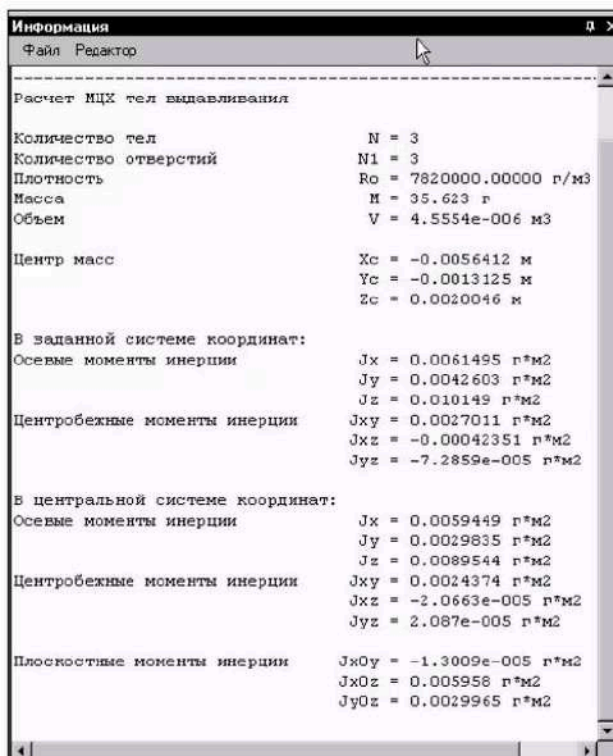 Информация
Файл Редактор
Расчет МЦХ тел выдавливания
Количество тел N = 3
Количество отверстий N1 = 3
Плотность Ro = 7820000.00000 г/м3
Масса M = 35.623 г
Объем V = 4.5554e-006 м3
Центр масс Xc = -0.0056412 м
Yc = -0.0013125 м
Zc = 0.0020046 м
В заданной системе координат:
Осевые моменты инерции Jx = 0.0061495 г*м2
Jy = 0.0042603 г*м2
Jz = 0.010149 г*м2
Центробежные моменты инерции Jxy = 0.0027011 г*м2
Jxz = -0.00042351 г*м2
Jyz = -7.2859e-005 г*м2
В центральной системе координат:
Осевые моменты инерции Jx = 0.0059449 г*м2
Jy = 0.0029835 г*м2
Jz = 0.0089544 г*м2
Центробежные моменты инерции Jxy = 0.0024374 г*м2
Jxz = -2.0663e-005 г*м2
Jyz = 2.087e-005 г*м2
Плоскостные моменты инерции JxOy = -1.3009e-005 г*м2
JxOz = 0.005958 г*м2
JyOz = 0.0029965 г*м2